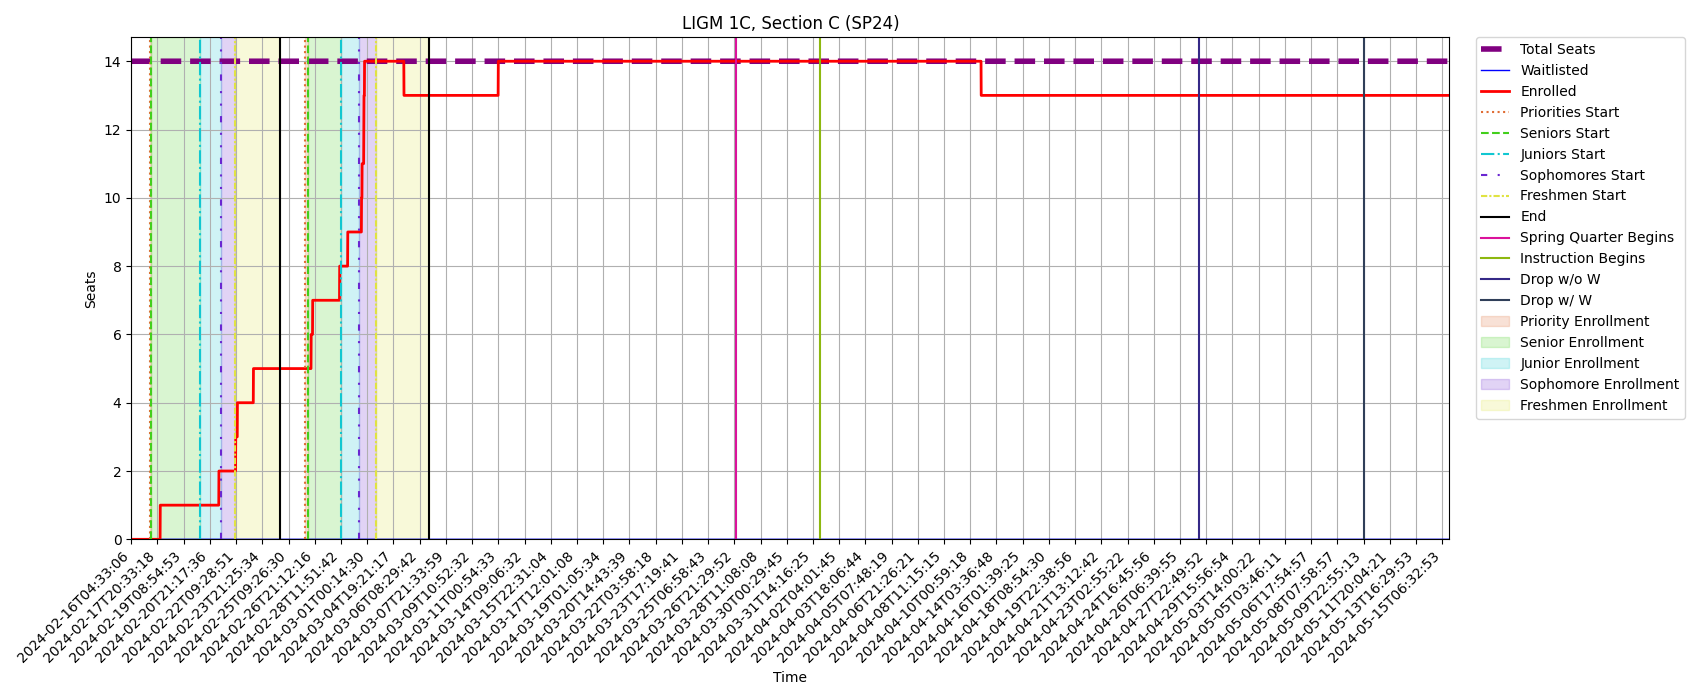 LIGM 1C, Section C (SP24)
Seats
14
12
10
8
6
4
2
0
2024-02-16T04:33:06
2024-02-17T20:33:18
2024-02-19T08:54:53
2024-02-20T21:17:36
2024-02-22T09:28:51
2024-02-23T21:25:34
2024-02-25T09:26:30
2024-02-26T21:12:16
2024-02-28T11:51:42
2024-03-01T00:14:30
2024-03-04T19:21:17
2024-03-06T08:29:42
2024-03-07T21:33:59
2024-03-09T10:52:32
2024-03-11T00:54:33
2024-03-14T09:06:32
2024-03-15T22:31:04
2024-03-17T12:01:08
2024-03-19T01:05:34
2024-03-20T14:43:39
2024-03-22T03:58:18
2024-03-23T17:19:41
2024-03-25T06:58:43
2024-03-26T21:29:52
2024-03-28T11:08:08
2024-03-30T00:29:45
2024-03-31T14:16:25
2024-04-02T04:01:45
2024-04-03T18:06:44
2024-04-05T07:48:19
2024-04-06T21:26:21
2024-04-08T11:15:15
2024-04-10T00:59:18
2024-04-14T03:36:48
2024-04-16T01:39:25
2024-04-18T08:54:30
2024-04-19T22:38:56
2024-04-21T13:12:42
2024-04-23T02:55:22
2024-04-24T16:45:56
2024-04-26T06:39:55
2024-04-27T22:49:52
2024-04-29T15:56:54
2024-05-03T14:00:22
2024-05-05T03:46:11
2024-05-06T17:54:57
2024-05-08T07:58:57
2024-05-09T22:55:13
2024-05-11T20:04:21
2024-05-13T16:29:53
2024-05-15T06:32:53
Time
Total Seats
Waitlisted
Enrolled
Priorities Start
Seniors Start
Juniors Start
Sophomores Start
Freshmen Start
End
Spring Quarter Begins
Instruction Begins
Drop w/o W
Drop w/ W
Priority Enrollment
Senior Enrollment
Junior Enrollment
Sophomore Enrollment
Freshmen Enrollment